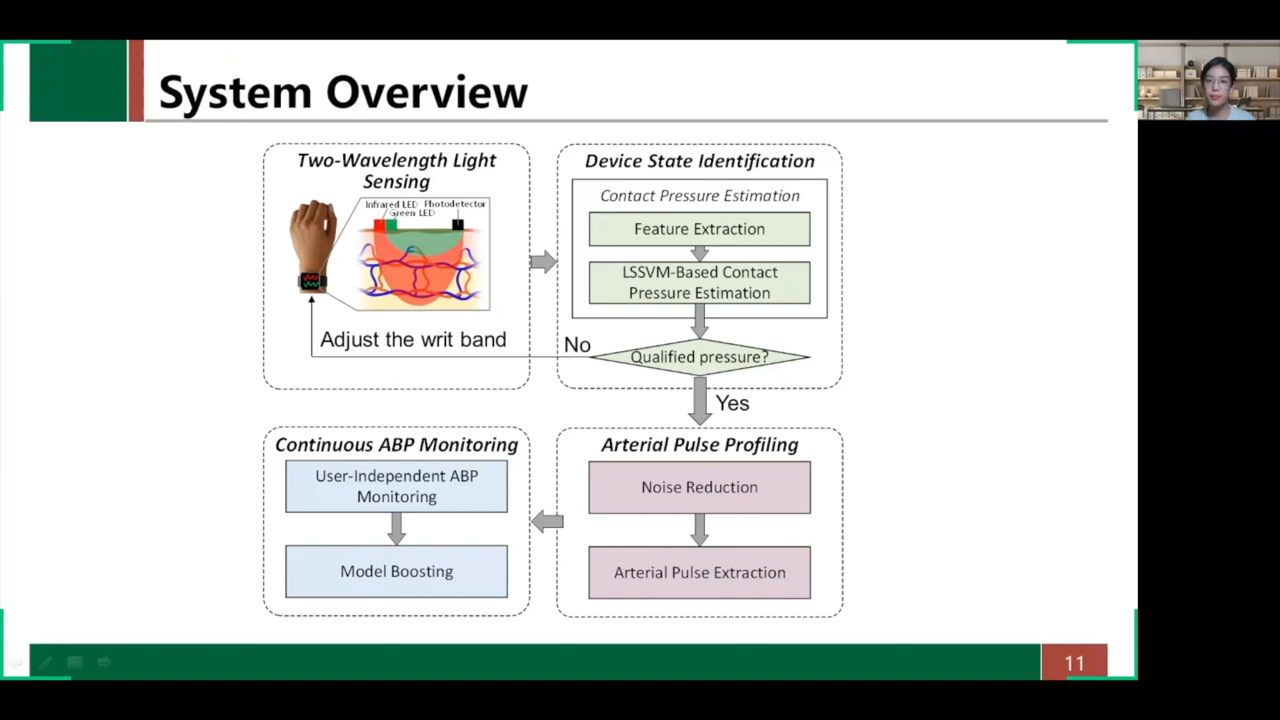 System Overview
Two-Wavelength Light
Sensing
Infrared LED Photodetector
Green LED
Adjust the writ band
Device State Identification
Contact Pressure Estimation
Feature Extraction
LSSVM-Based Contact
Pressure Estimation
Qualified pressure?
No
Yes
Arterial Pulse Profiling
Noise Reduction
Arterial Pulse Extraction
Continuous ABP Monitoring
User-Independent ABP
Monitoring
Model Boosting
11